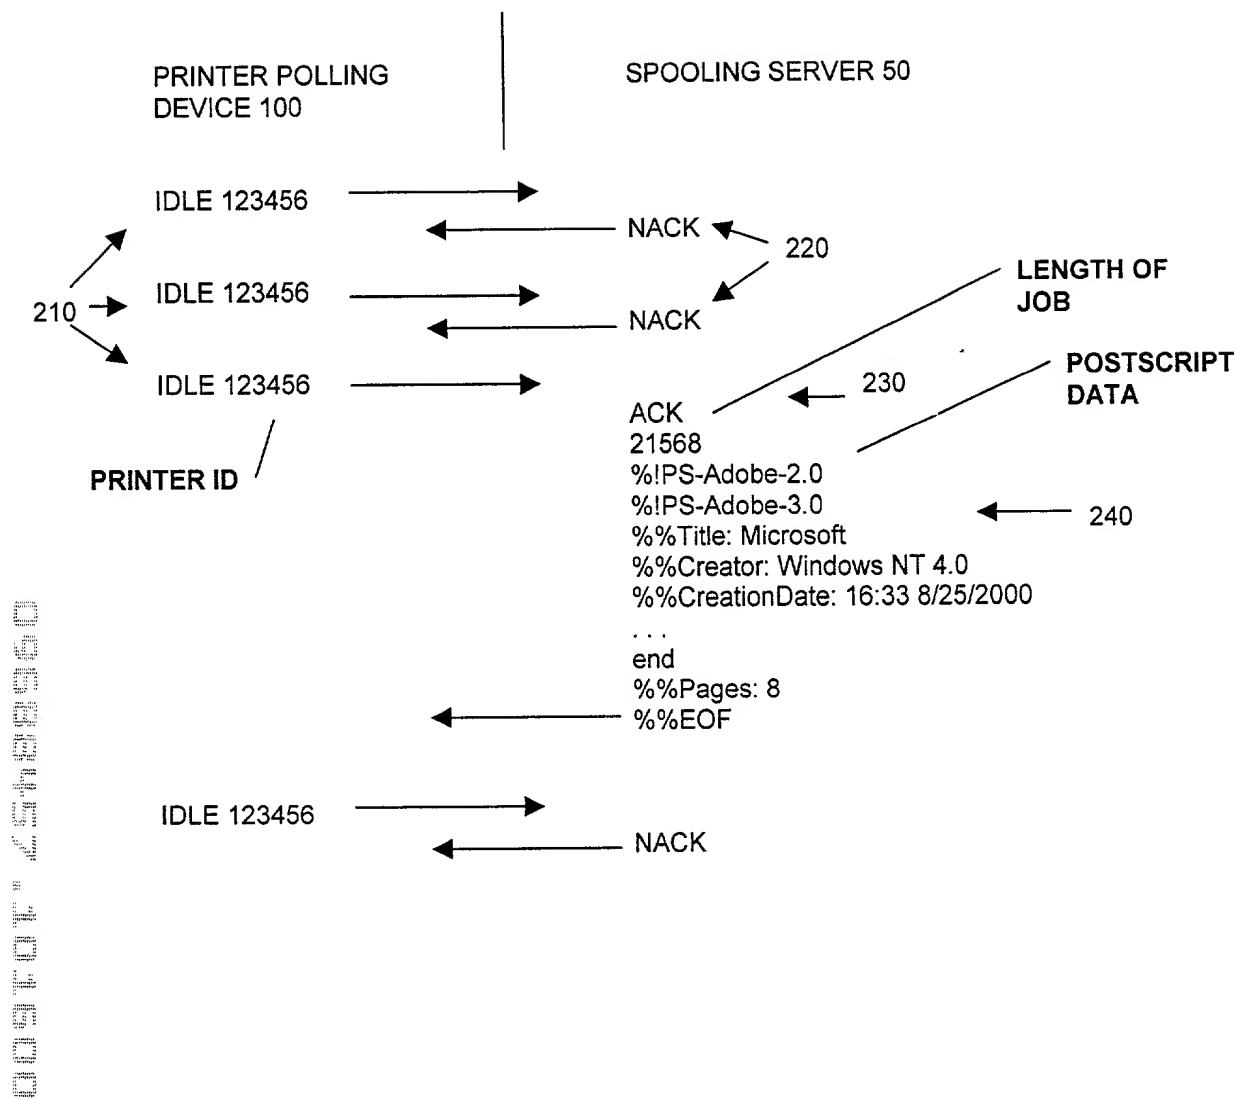 PRINTER POLLING
DEVICE 100
SPOOLING SERVER 50
IDLE 123456
NACK
220
210
IDLE 123456
NACK
LENGTH OF
JOB
IDLE 123456
230
POSTSCRIPT
DATA
PRINTER ID
ACK
21568
%!PS-Adobe-2.0
%!PS-Adobe-3.0
%%Title: Microsoft
%%Creator: Windows NT 4.0
%%CreationDate: 16:33 8/25/2000
. . .
end
%%Pages: 8
%%EOF
240
IDLE 123456
NACK